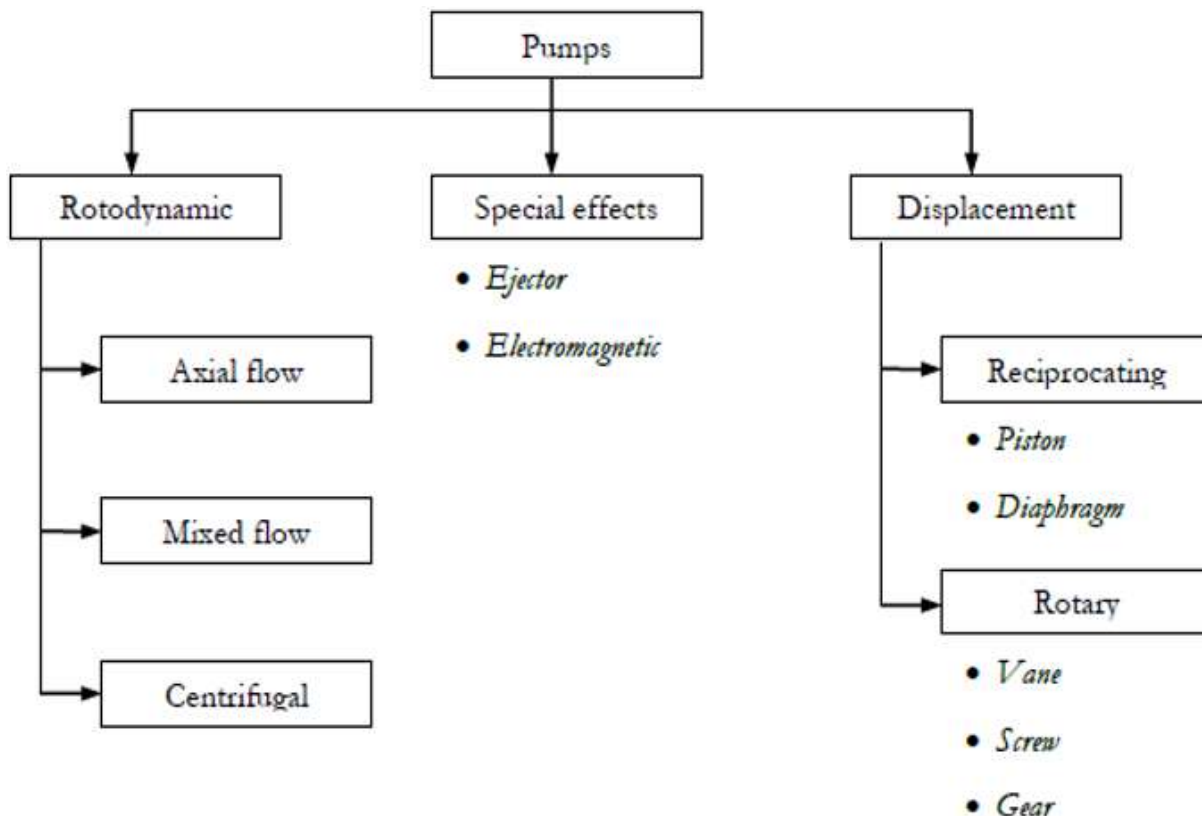 Pumps
Rotodynamic
Special effects
Displacement
• Ejector
• Electromagnetic
Axial flow
Mixed flow
Centrifugal
Reciprocating
• Piston
• Diaphragm
Rotary
• Vane
• Screw
• Gear